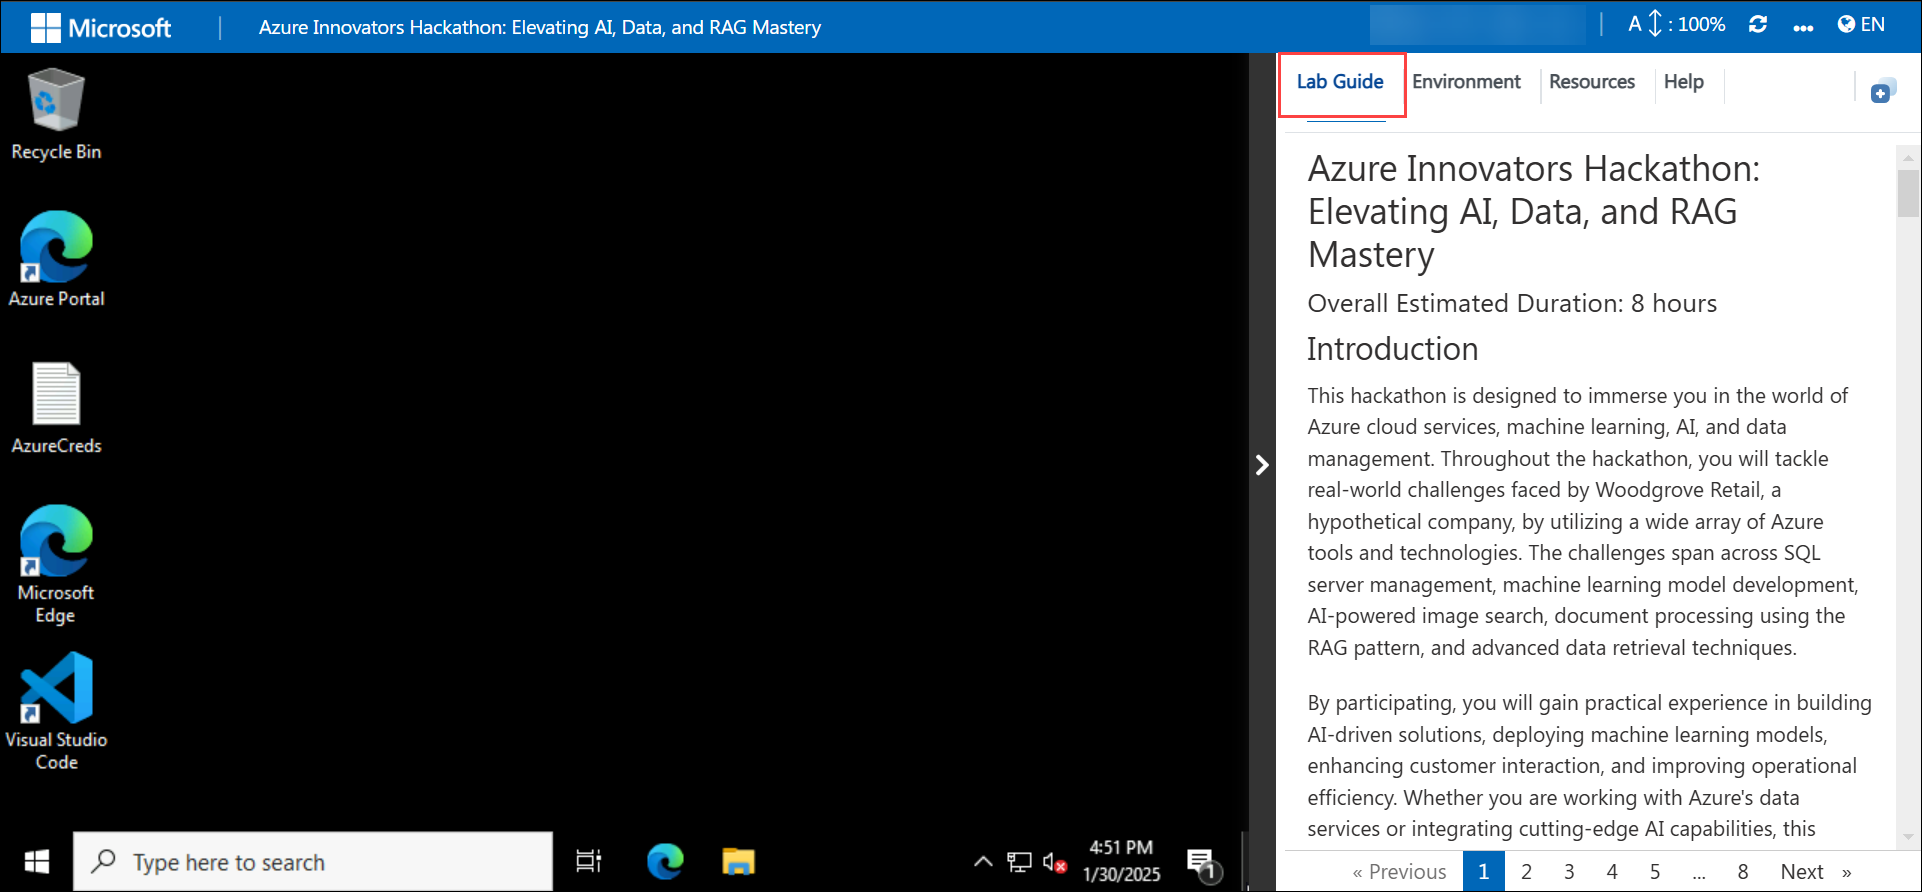 Microsoft
Azure Innovators Hackathon: Elevating AI, Data, and RAG Mastery
A : 100%
EN
Recycle Bin
Azure Portal
AzureCreds
Microsoft
Edge
Visual Studio
Code
Type here to search
4:51 PM
1/30/2025
1
Lab Guide
Environment
Resources
Help
Azure Innovators Hackathon:
Elevating AI, Data, and RAG
Mastery
Overall Estimated Duration: 8 hours
Introduction
This hackathon is designed to immerse you in the world of
Azure cloud services, machine learning, AI, and data
management. Throughout the hackathon, you will tackle
real-world challenges faced by Woodgrove Retail, a
hypothetical company, by utilizing a wide array of Azure
tools and technologies. The challenges span across SQL
server management, machine learning model development,
AI-powered image search, document processing using the
RAG pattern, and advanced data retrieval techniques.
By participating, you will gain practical experience in building
AI-driven solutions, deploying machine learning models,
enhancing customer interaction, and improving operational
efficiency. Whether you are working with Azure's data
services or integrating cutting-edge AI capabilities, this
« Previous 1 2 3 4 5 ... 8 Next »